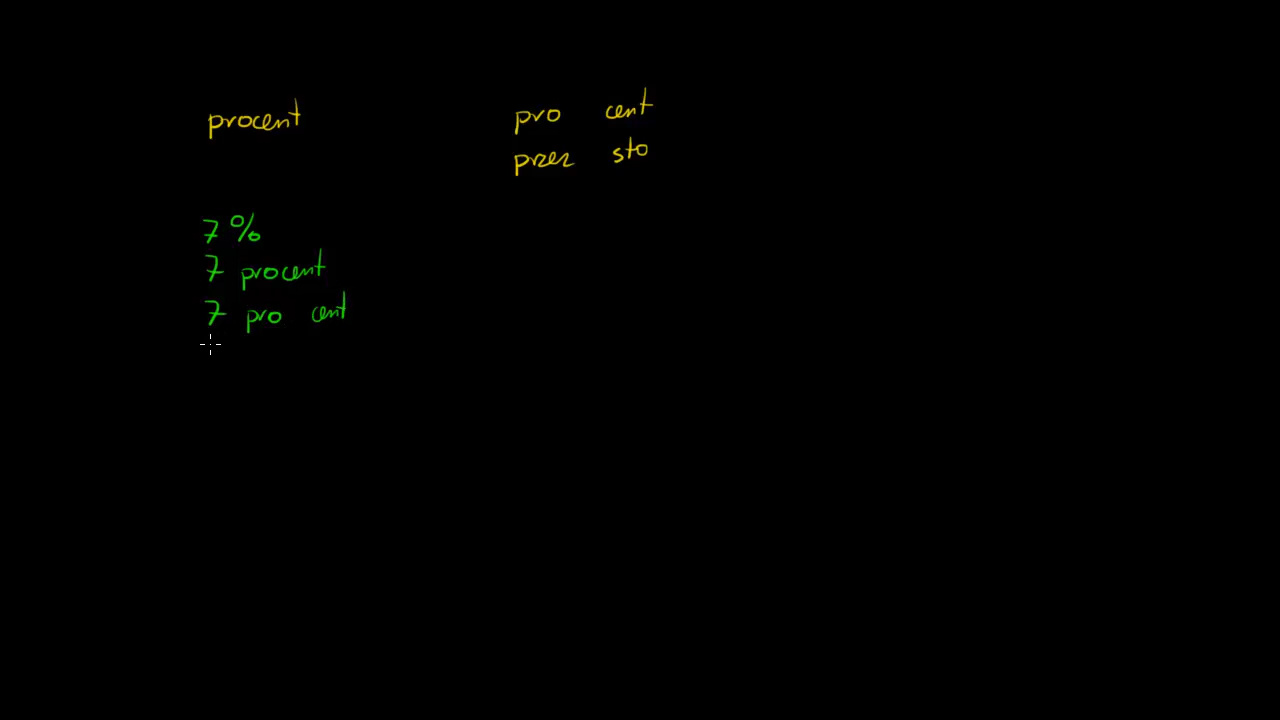 procent
pro cent
przez sto
7%
7 procent
7 pro cent